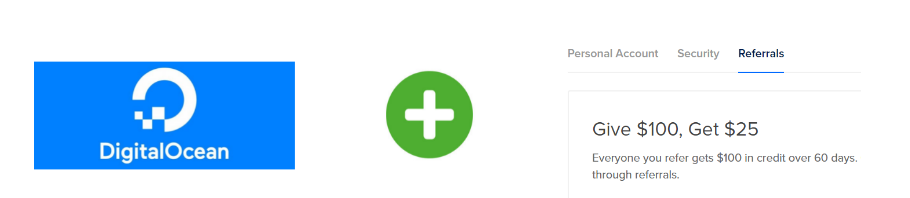 DigitalOcean
Personal Account Security Referrals
Give $100, Get $25
Everyone you refer gets $100 in credit over 60 days.
through referrals.